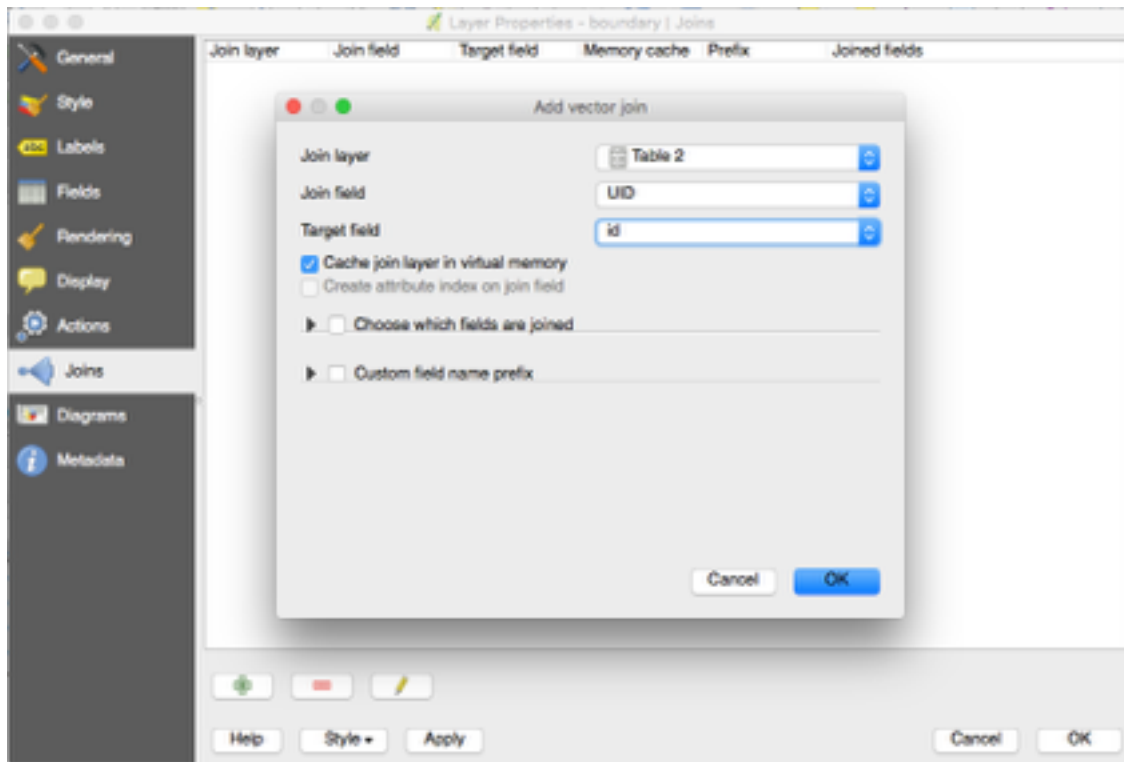 Layer Properties - boundary | Joins
General
Style
Labels
Fields
Rendering
Display
Actions
Joins
Diagrams
Metadata
Join layer Join field Target field Memory cache Prefix Joined fields
Add vector join
Join layer Table 2
Join field UID
Target field id
Cache join layer in virtual memory
Create attribute index on join field
Choose which fields are joined
Custom field name prefix
Cancel OK
Help Style Apply Cancel OK